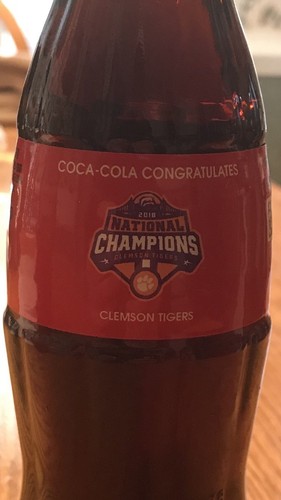 COCA-COLA CONGRATULATES
2018
NATIONAL
CHAMPIONS
CLEMSON TIGERS
CLEMSON TIGERS